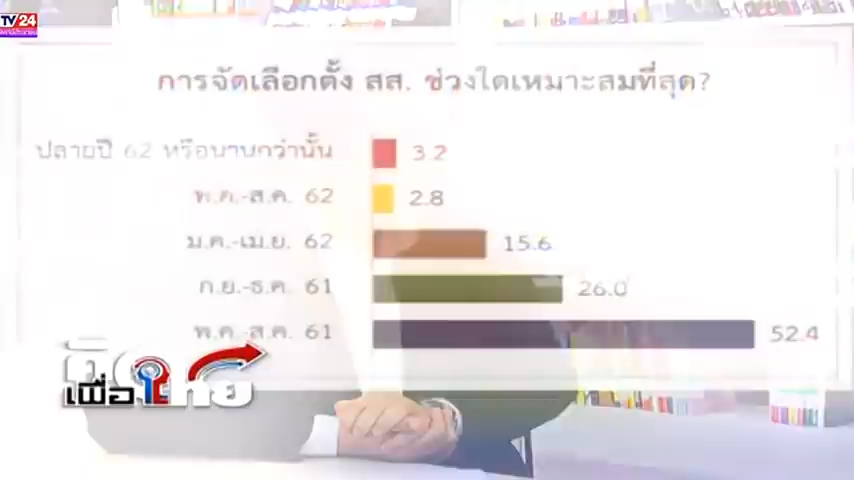 TV24
การจัดเลือกตั้ง สส. ช่วงใดเหมาะสมที่สุด?
ปลายปี 62 หรือนานกว่านั้น 3.2
พ.ค.-ส.ค. 62 2.8
ม.ค.-เม.ย. 62 15.6
ก.ย.-ธ.ค. 61 26.0
พ.ค.-ส.ค. 61 52.4
คิด
เพื่อไทย